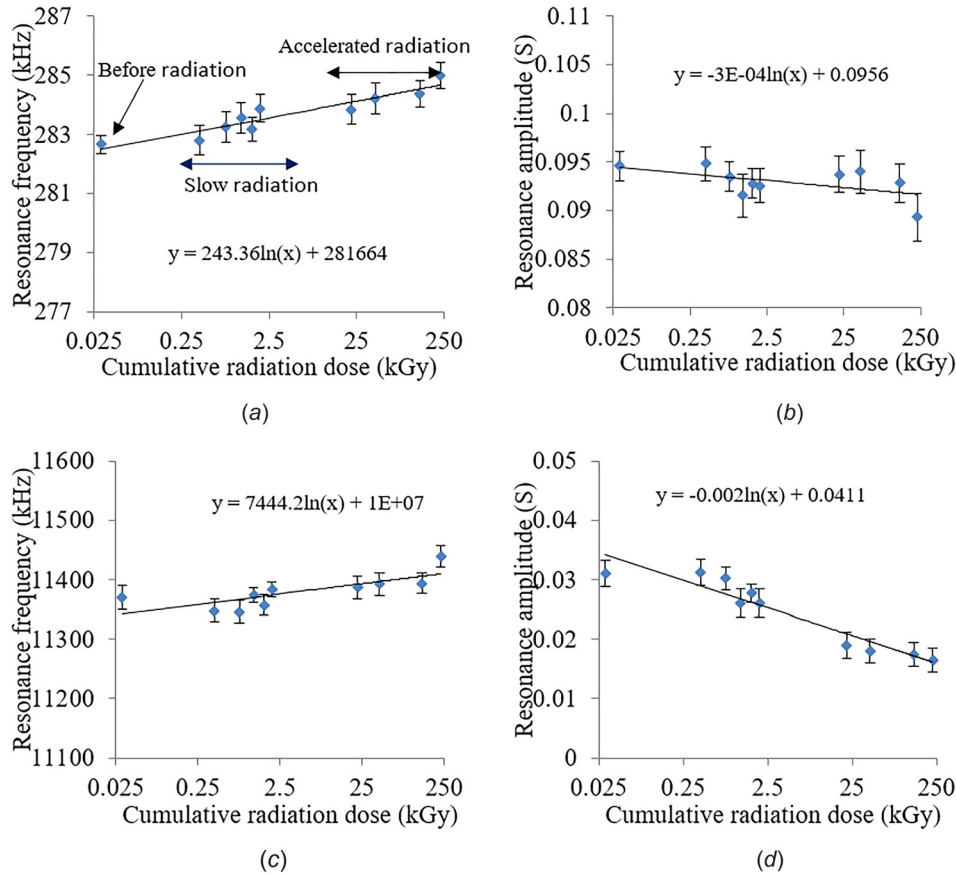 Resonance frequency (kHz)
287
285
283
281
279
277
Before radiation
Accelerated radiation
Slow radiation
y = 243.36ln(x) + 281664
0.025 0.25 2.5 25 250
Cumulative radiation dose (kGy)
(a)
Resonance amplitude (S)
0.11
0.105
0.1
0.095
0.09
0.085
0.08
y = -3E-04ln(x) + 0.0956
0.025 0.25 2.5 25 250
Cumulative radiation dose (kGy)
(b)
Resonance frequency (kHz)
11600
11500
11400
11300
11200
11100
y = 7444.2ln(x) + 1E+07
0.025 0.25 2.5 25 250
Cumulative radiation dose (kGy)
(c)
Resonance amplitude (S)
0.05
0.04
0.03
0.02
0.01
0
y = -0.002ln(x) + 0.0411
0.025 0.25 2.5 25 250
Cumulative radiation dose (kGy)
(d)